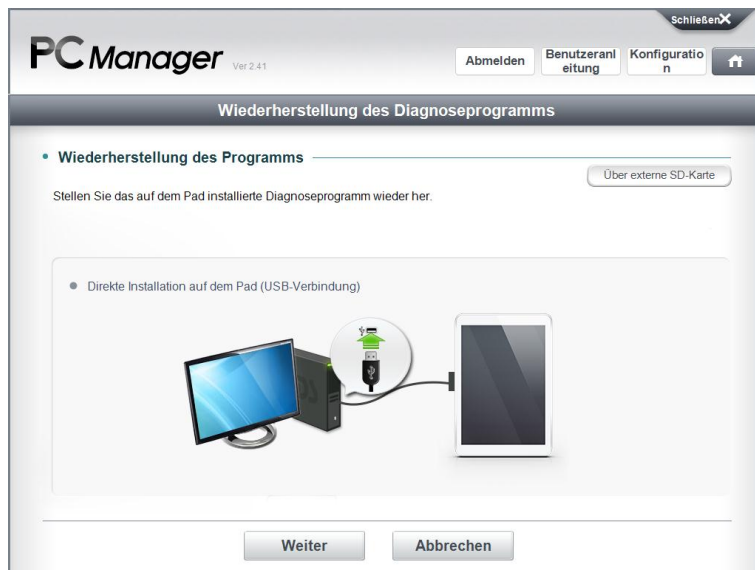 Schließen X
PC Manager Ver 2.41
Abmelden
Benutzeranl
eitung
Konfiguratio
n
Wiederherstellung des Diagnoseprogramms
Wiederherstellung des Programms
Über externe SD-Karte
Stellen Sie das auf dem Pad installierte Diagnoseprogramm wieder her.
Direkte Installation auf dem Pad (USB-Verbindung)
Weiter
Abbrechen